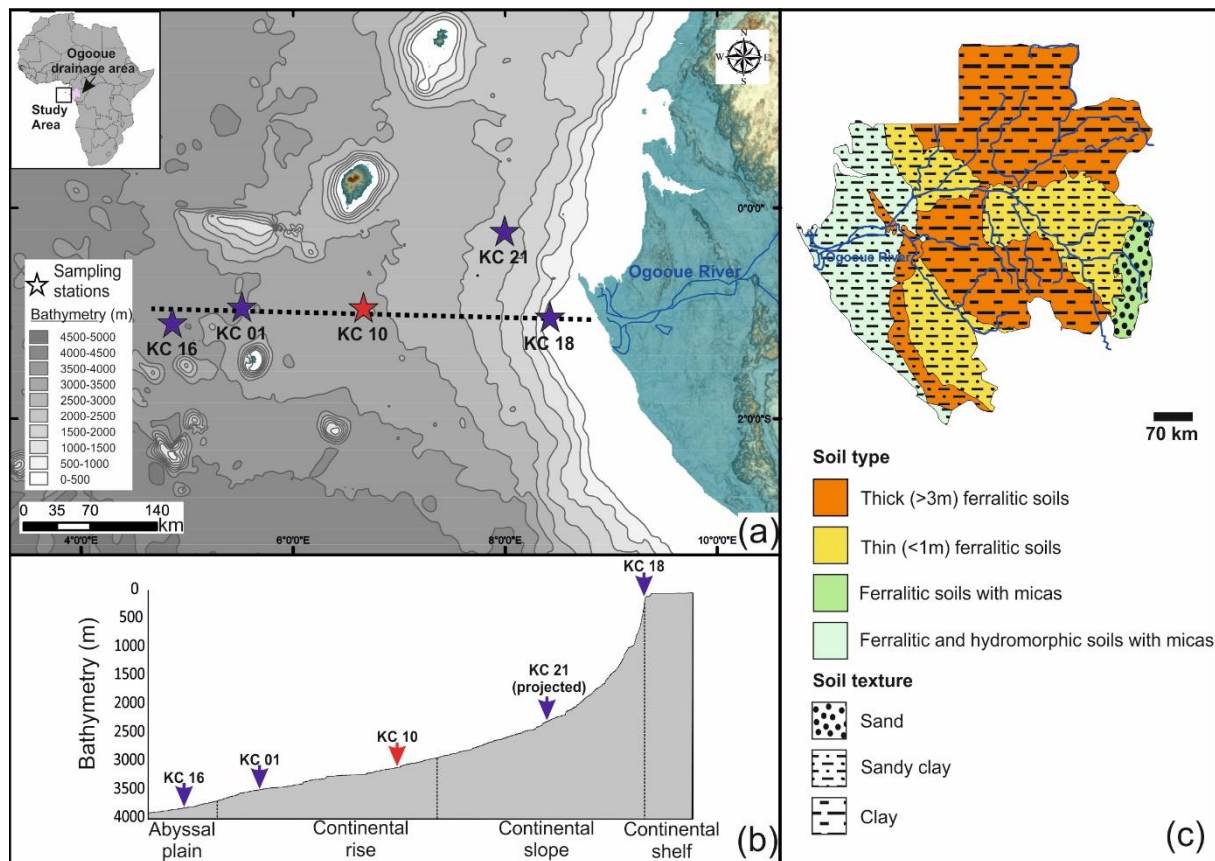 Ogooue
drainage area
Study
Area
N
W E
S
0°0'0"
KC 21
Ogooue River
KC 16
KC 01
KC 10
KC 18
2°0'0"S
Sampling
stations
Bathymetry (m)
4500-5000
4000-4500
3500-4000
3000-3500
2500-3000
2000-2500
1500-2000
1000-1500
500-1000
0-500
0 35 70 140
km
4°0'0"E 6°0'0"E 8°0'0"E 10°0'0"E
(a)
Bathymetry (m)
0
500
1000
1500
2000
2500
3000
3500
4000
KC 18
KC 21
(projected)
KC 10
KC 01
KC 16
Abyssal
plain
Continental
rise
Continental
slope
Continental
shelf
(b)
Ogooue River
70 km
Soil type
Thick (>3m) ferralitic soils
Thin (<1m) ferralitic soils
Ferralitic soils with micas
Ferralitic and hydromorphic soils with micas
Soil texture
Sand
Sandy clay
Clay
(c)